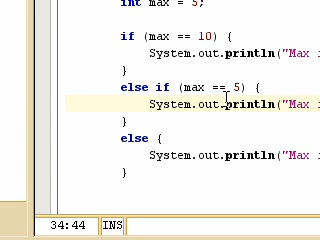 int max = 5;
if (max == 10) {
System.out.println("Max i
}
else if (max == 5) {
System.out.println("Max i
}
else {
System.out.println("Max i
}
34:44 INS